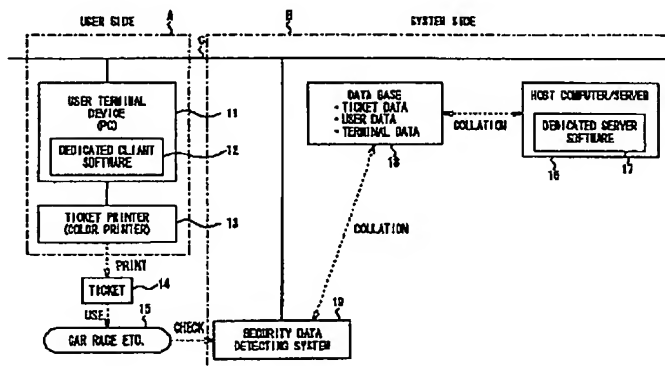 USER SIDE
A
B
SYSTEM SIDE
C
USER TERMINAL
DEVICE
(PC)
11
DEDICATED CLIENT
SOFTWARE
12
TICKET PRINTER
(COLOR PRINTER)
13
PRINT
TICKET
14
USE
15
CAR RACE ETC.
CHECK
DATA BASE
• TICKET DATA
• USER DATA
• TERMINAL DATA
18
COLLATION
HOST COMPUTER/SERVER
DEDICATED SERVER
SOFTWARE
16
17
COLLATION
19
SECURITY DATA
DETECTING SYSTEM